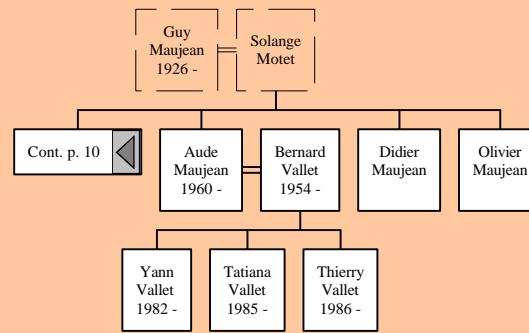 Guy
Maujean
1926 -
Solange
Motet
Cont. p. 10
Aude
Maujean
1960 -
Bernard
Vallet
1954 -
Didier
Maujean
Olivier
Maujean
Yann
Vallet
1982 -
Tatiana
Vallet
1985 -
Thierry
Vallet
1986 -